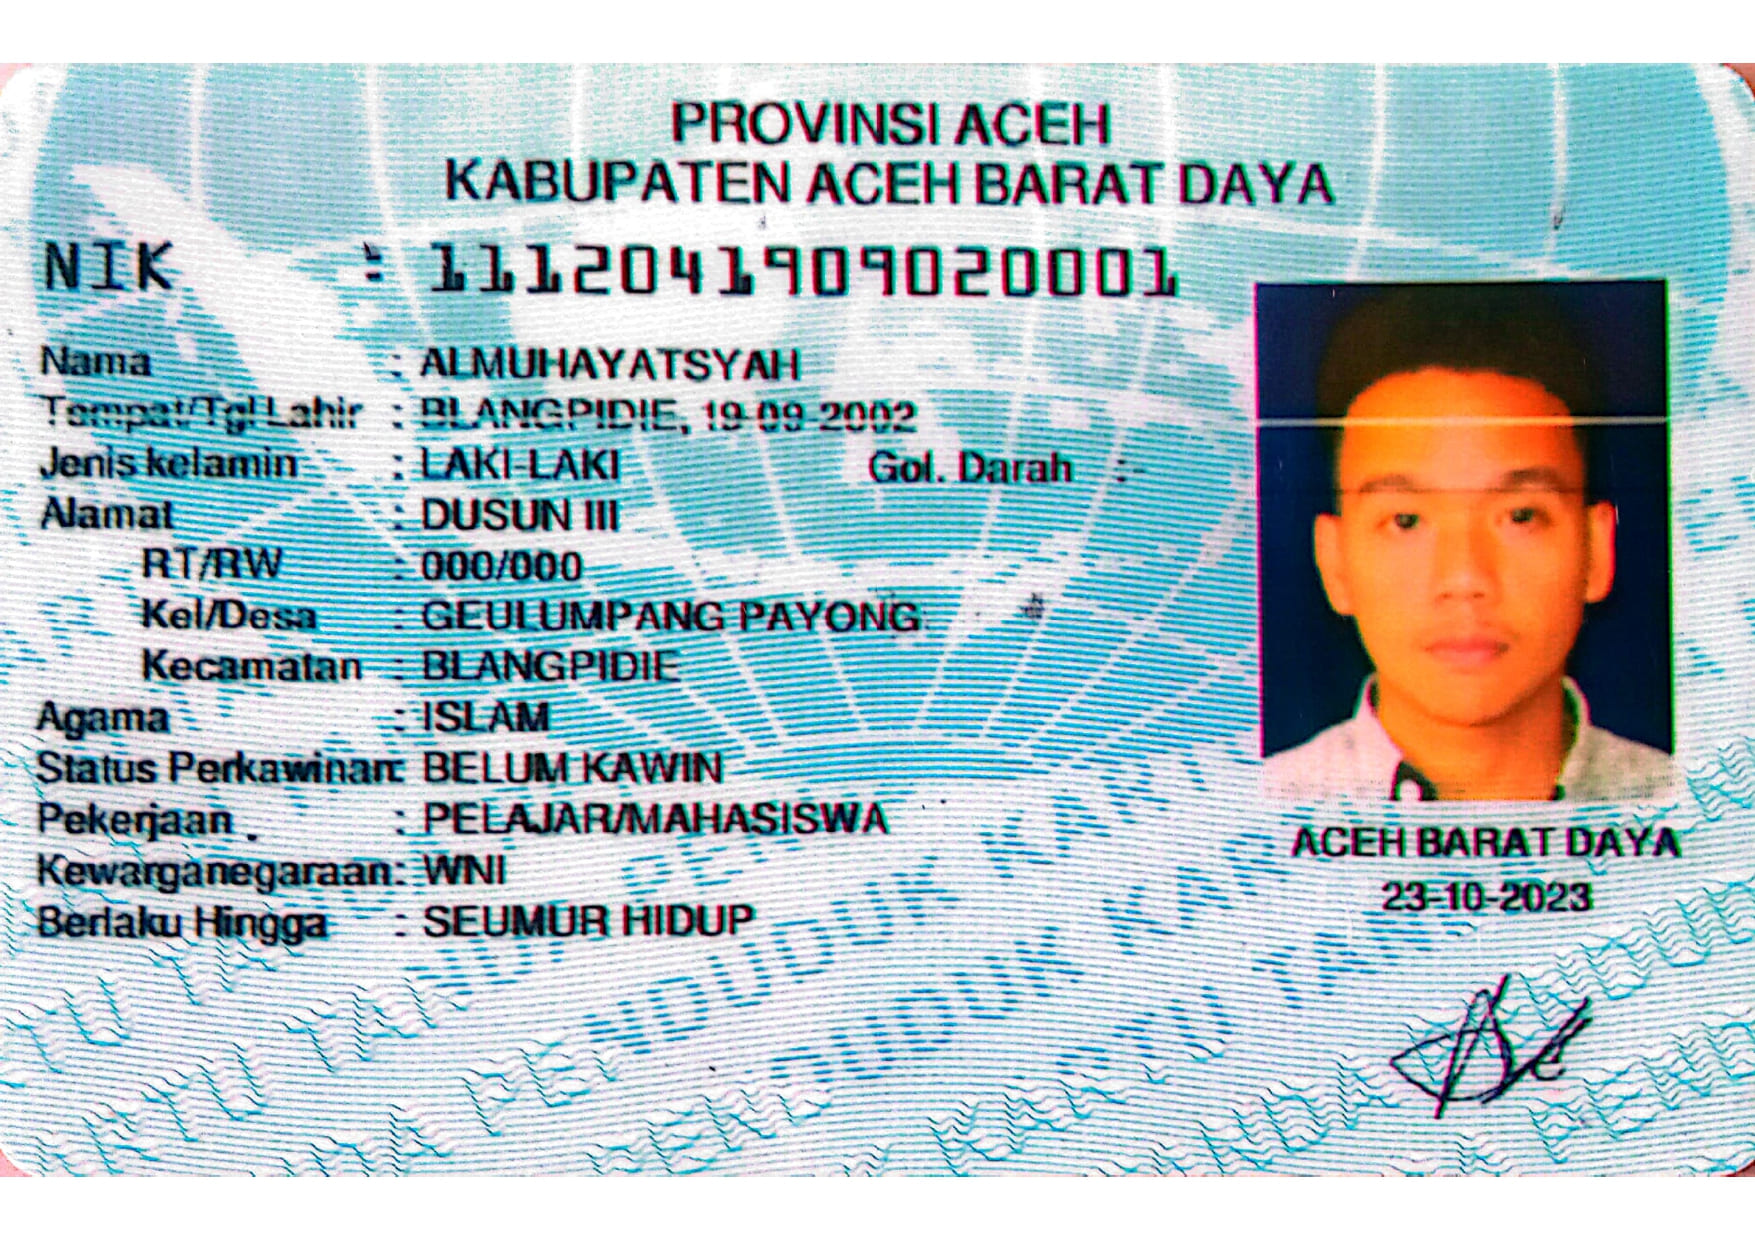 PROVINSI ACEH
KABUPATEN ACEH BARAT DAYA
NIK : 1112041909020001
Nama : ALMUHAYATSYAH
Tempat/Tgl Lahir : BLANGPIDIE, 19-09-2002
Jenis kelamin : LAKI-LAKI Gol. Darah :-
Alamat : DUSUN III
RT/RW : 000/000
Kel/Desa : GEULUMPANG PAYONG
Kecamatan : BLANGPIDIE
Agama : ISLAM
Status Perkawinan: BELUM KAWIN
Pekerjaan : PELAJAR/MAHASISWA
Kewarganegaraan: WNI
Berlaku Hingga : SEUMUR HIDUP
ACEH BARAT DAYA
23-10-2023